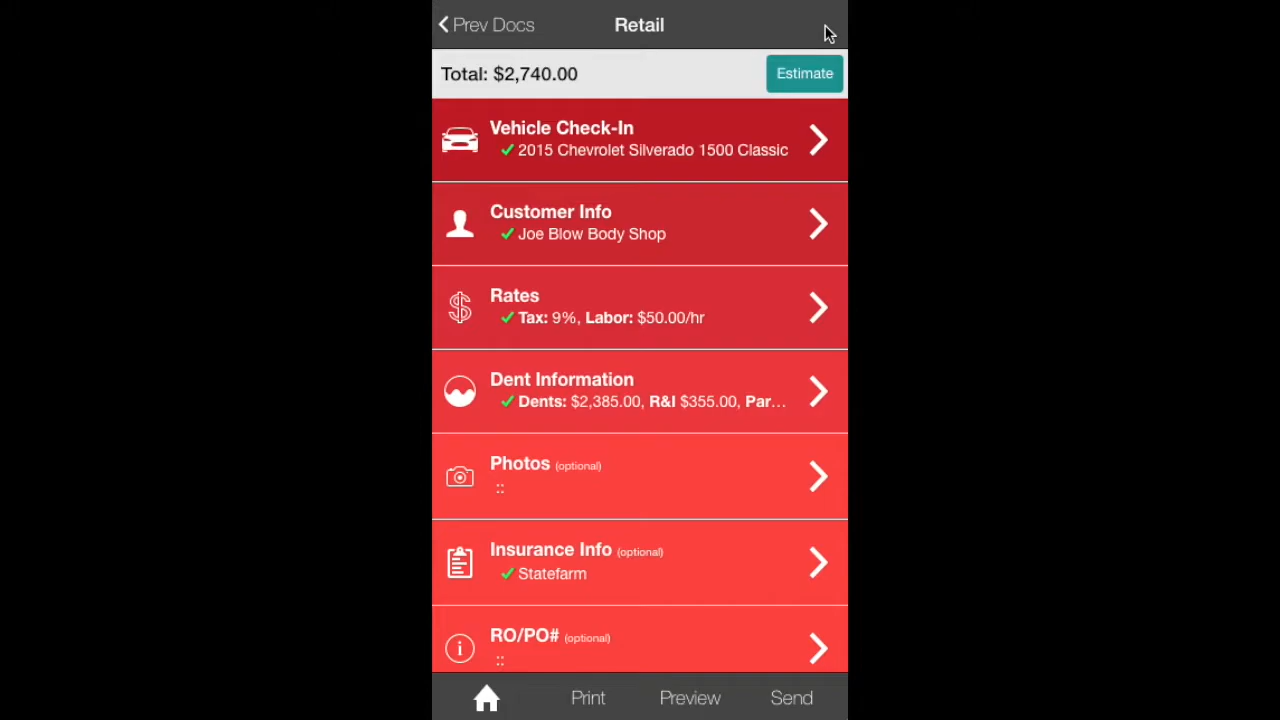 Prev Docs
Retail
Total: $2,740.00
Estimate
Vehicle Check-In
2015 Chevrolet Silverado 1500 Classic
Customer Info
Joe Blow Body Shop
Rates
Tax: 9%, Labor: $50.00/hr
Dent Information
Dents: $2,385.00, R&I $355.00, Par...
Photos (optional)
::
Insurance Info (optional)
Statefarm
RO/PO# (optional)
::
Print
Preview
Send